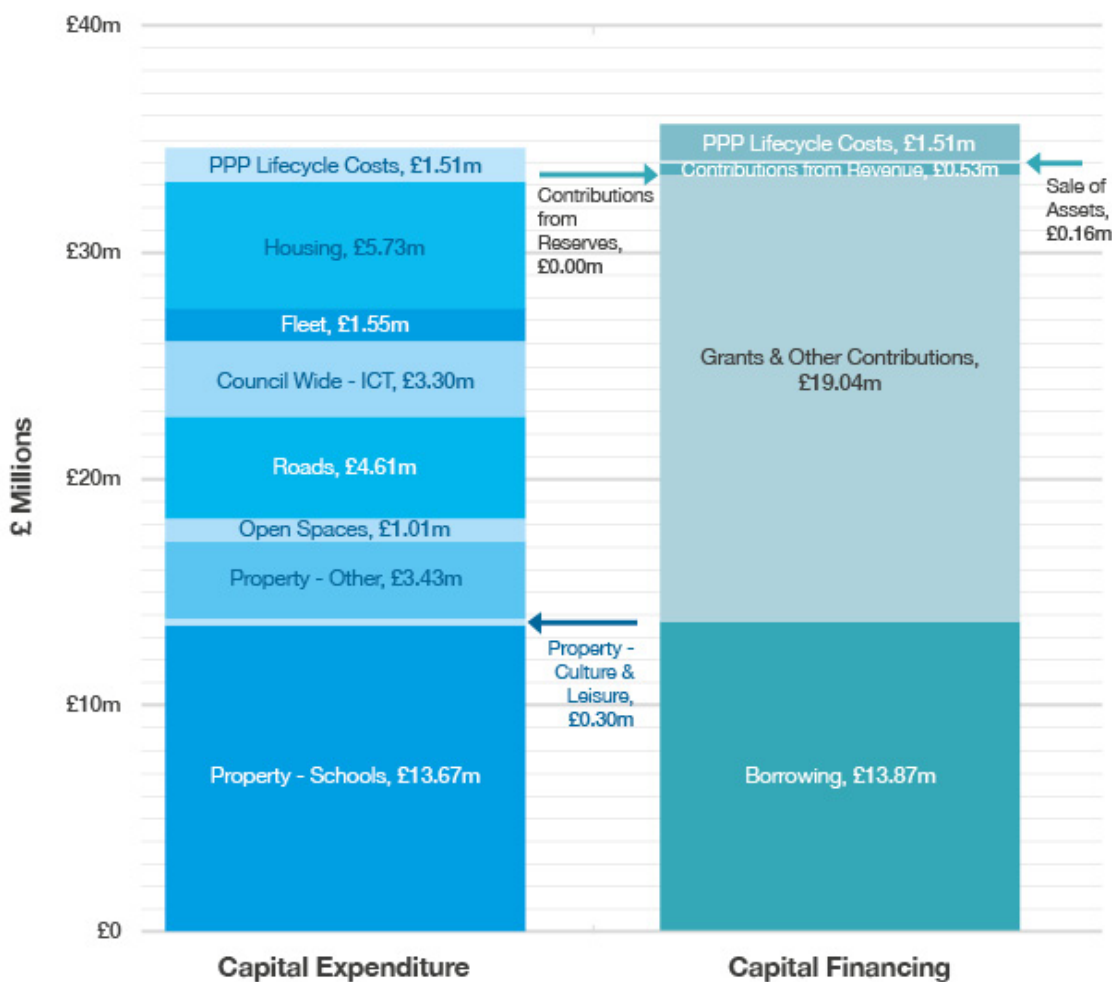 £40m
£30m
£20m
£10m
£0
£ Millions
PPP Lifecycle Costs, £1.51m
Housing, £5.73m
Fleet, £1.55m
Council Wide - ICT, £3.30m
Roads, £4.61m
Open Spaces, £1.01m
Property - Other, £3.43m
Property - Schools, £13.67m
Contributions
from
Reserves,
£0.00m
Property -
Culture &
Leisure,
£0.30m
PPP Lifecycle Costs, £1.51m
Contributions from Revenue, £0.53m
Grants & Other Contributions,
£19.04m
Borrowing, £13.87m
Sale of
Assets,
£0.16m
Capital Expenditure
Capital Financing